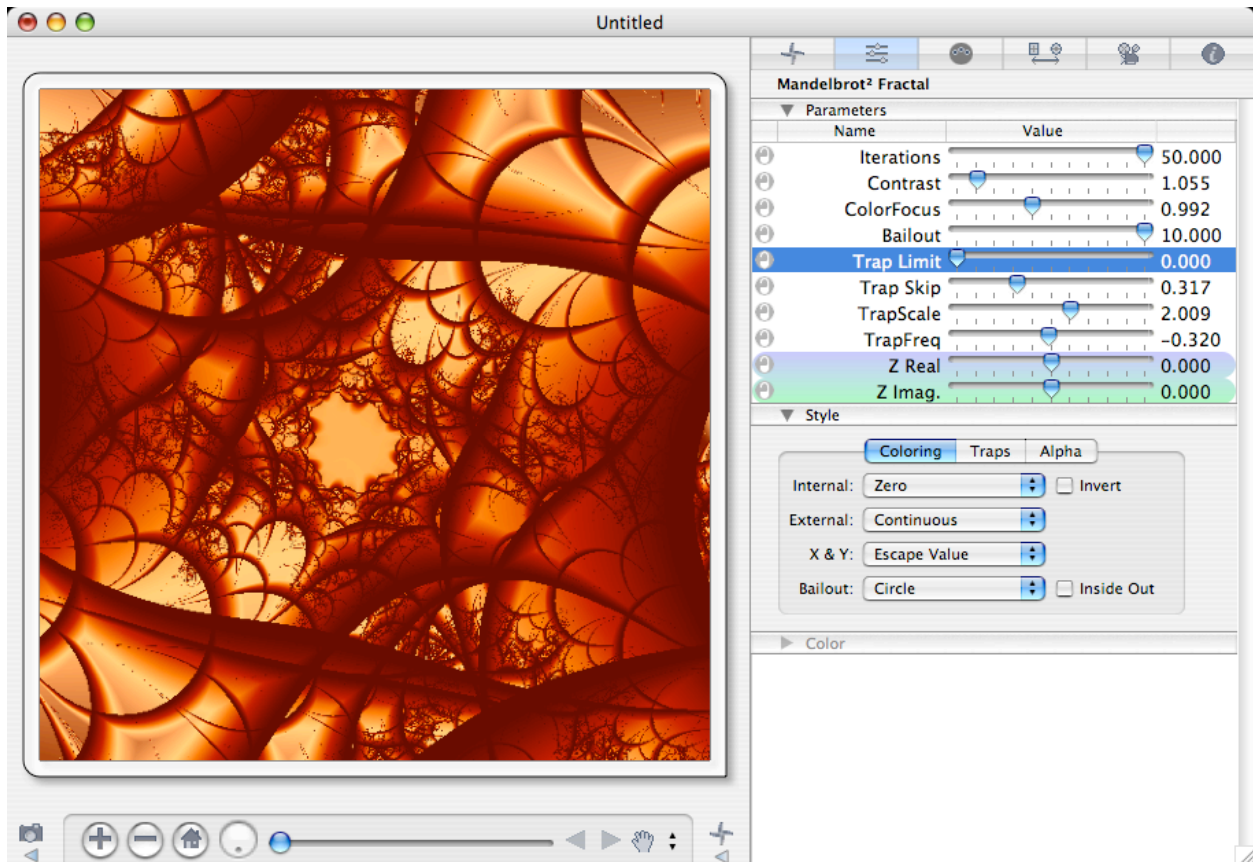 Untitled
Mandelbrot² Fractal
Parameters
Name Value
Iterations 50.000
Contrast 1.055
ColorFocus 0.992
Bailout 10.000
Trap Limit 0.000
Trap Skip 0.317
TrapScale 2.009
TrapFreq -0.320
Z Real 0.000
Z Imag. 0.000
Style
Coloring Traps Alpha
Internal: Zero Invert
External: Continuous
X & Y: Escape Value
Bailout: Circle Inside Out
Color